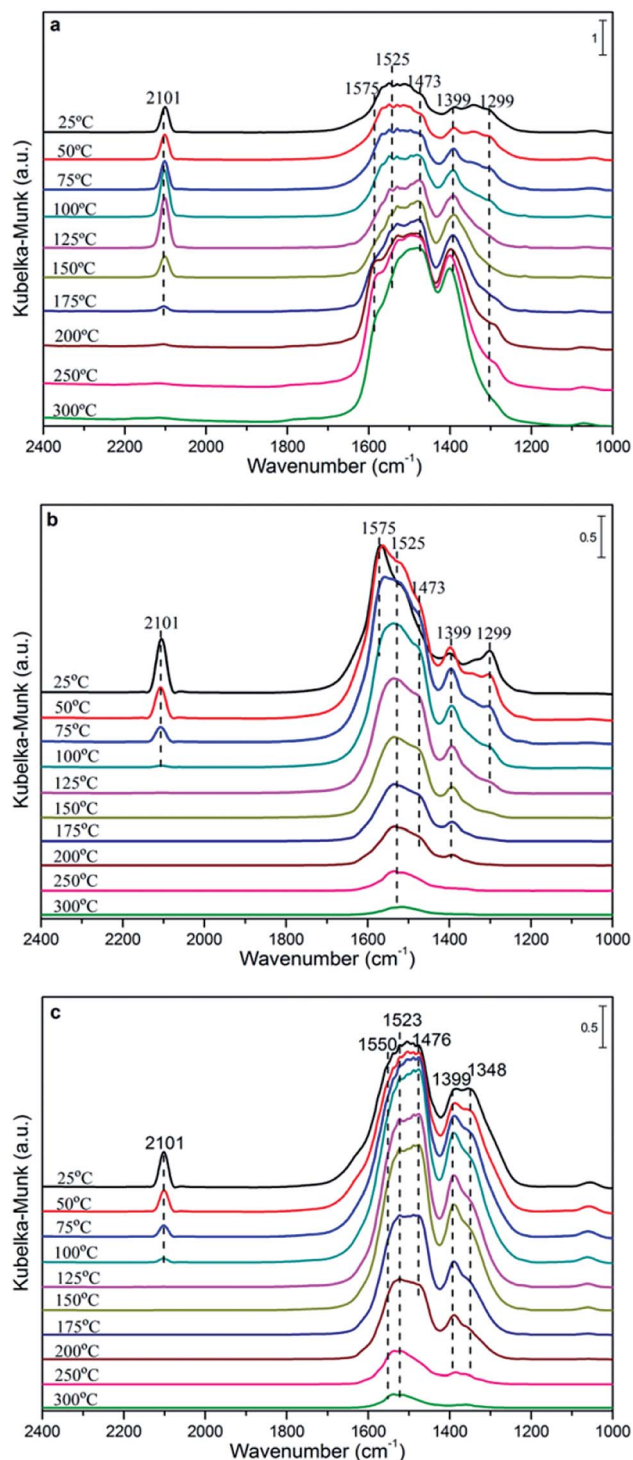 a
1
1525
1575
1473
2101
1399
1299
25°C
50°C
75°C
100°C
125°C
150°C
175°C
200°C
250°C
300°C
Kubelka-Munk (a.u.)
2400 2200 2000 1800 1600 1400 1200 1000
Wavenumber (cm-1)
b
0.5
1575
1525
1473
2101
1399
1299
25°C
50°C
75°C
100°C
125°C
150°C
175°C
200°C
250°C
300°C
Kubelka-Munk (a.u.)
2400 2200 2000 1800 1600 1400 1200 1000
Wavenumber (cm-1)
c
0.5
1523
1550 1476
1399 1348
2101
25°C
50°C
75°C
100°C
125°C
150°C
175°C
200°C
250°C
300°C
Kubelka-Munk (a.u.)
2400 2200 2000 1800 1600 1400 1200 1000
Wavenumber (cm-1)